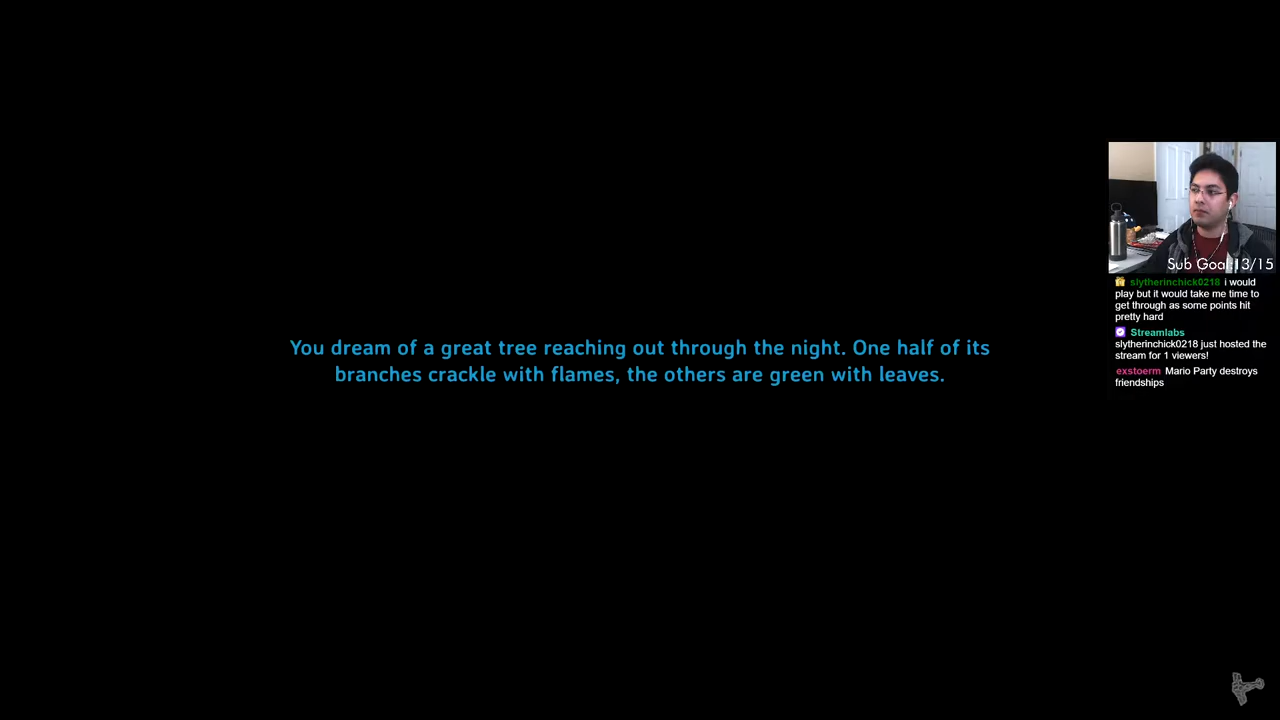 You dream of a great tree reaching out through the night. One half of its
branches crackle with flames, the others are green with leaves.
Sub Goal:13/15
slytherinchick0218 i would
play but it would take me time to
get through as some points hit
pretty hard
Streamlabs
slytherinchick0218 just hosted the
stream for 1 viewers!
exstoerm Mario Party destroys
friendships